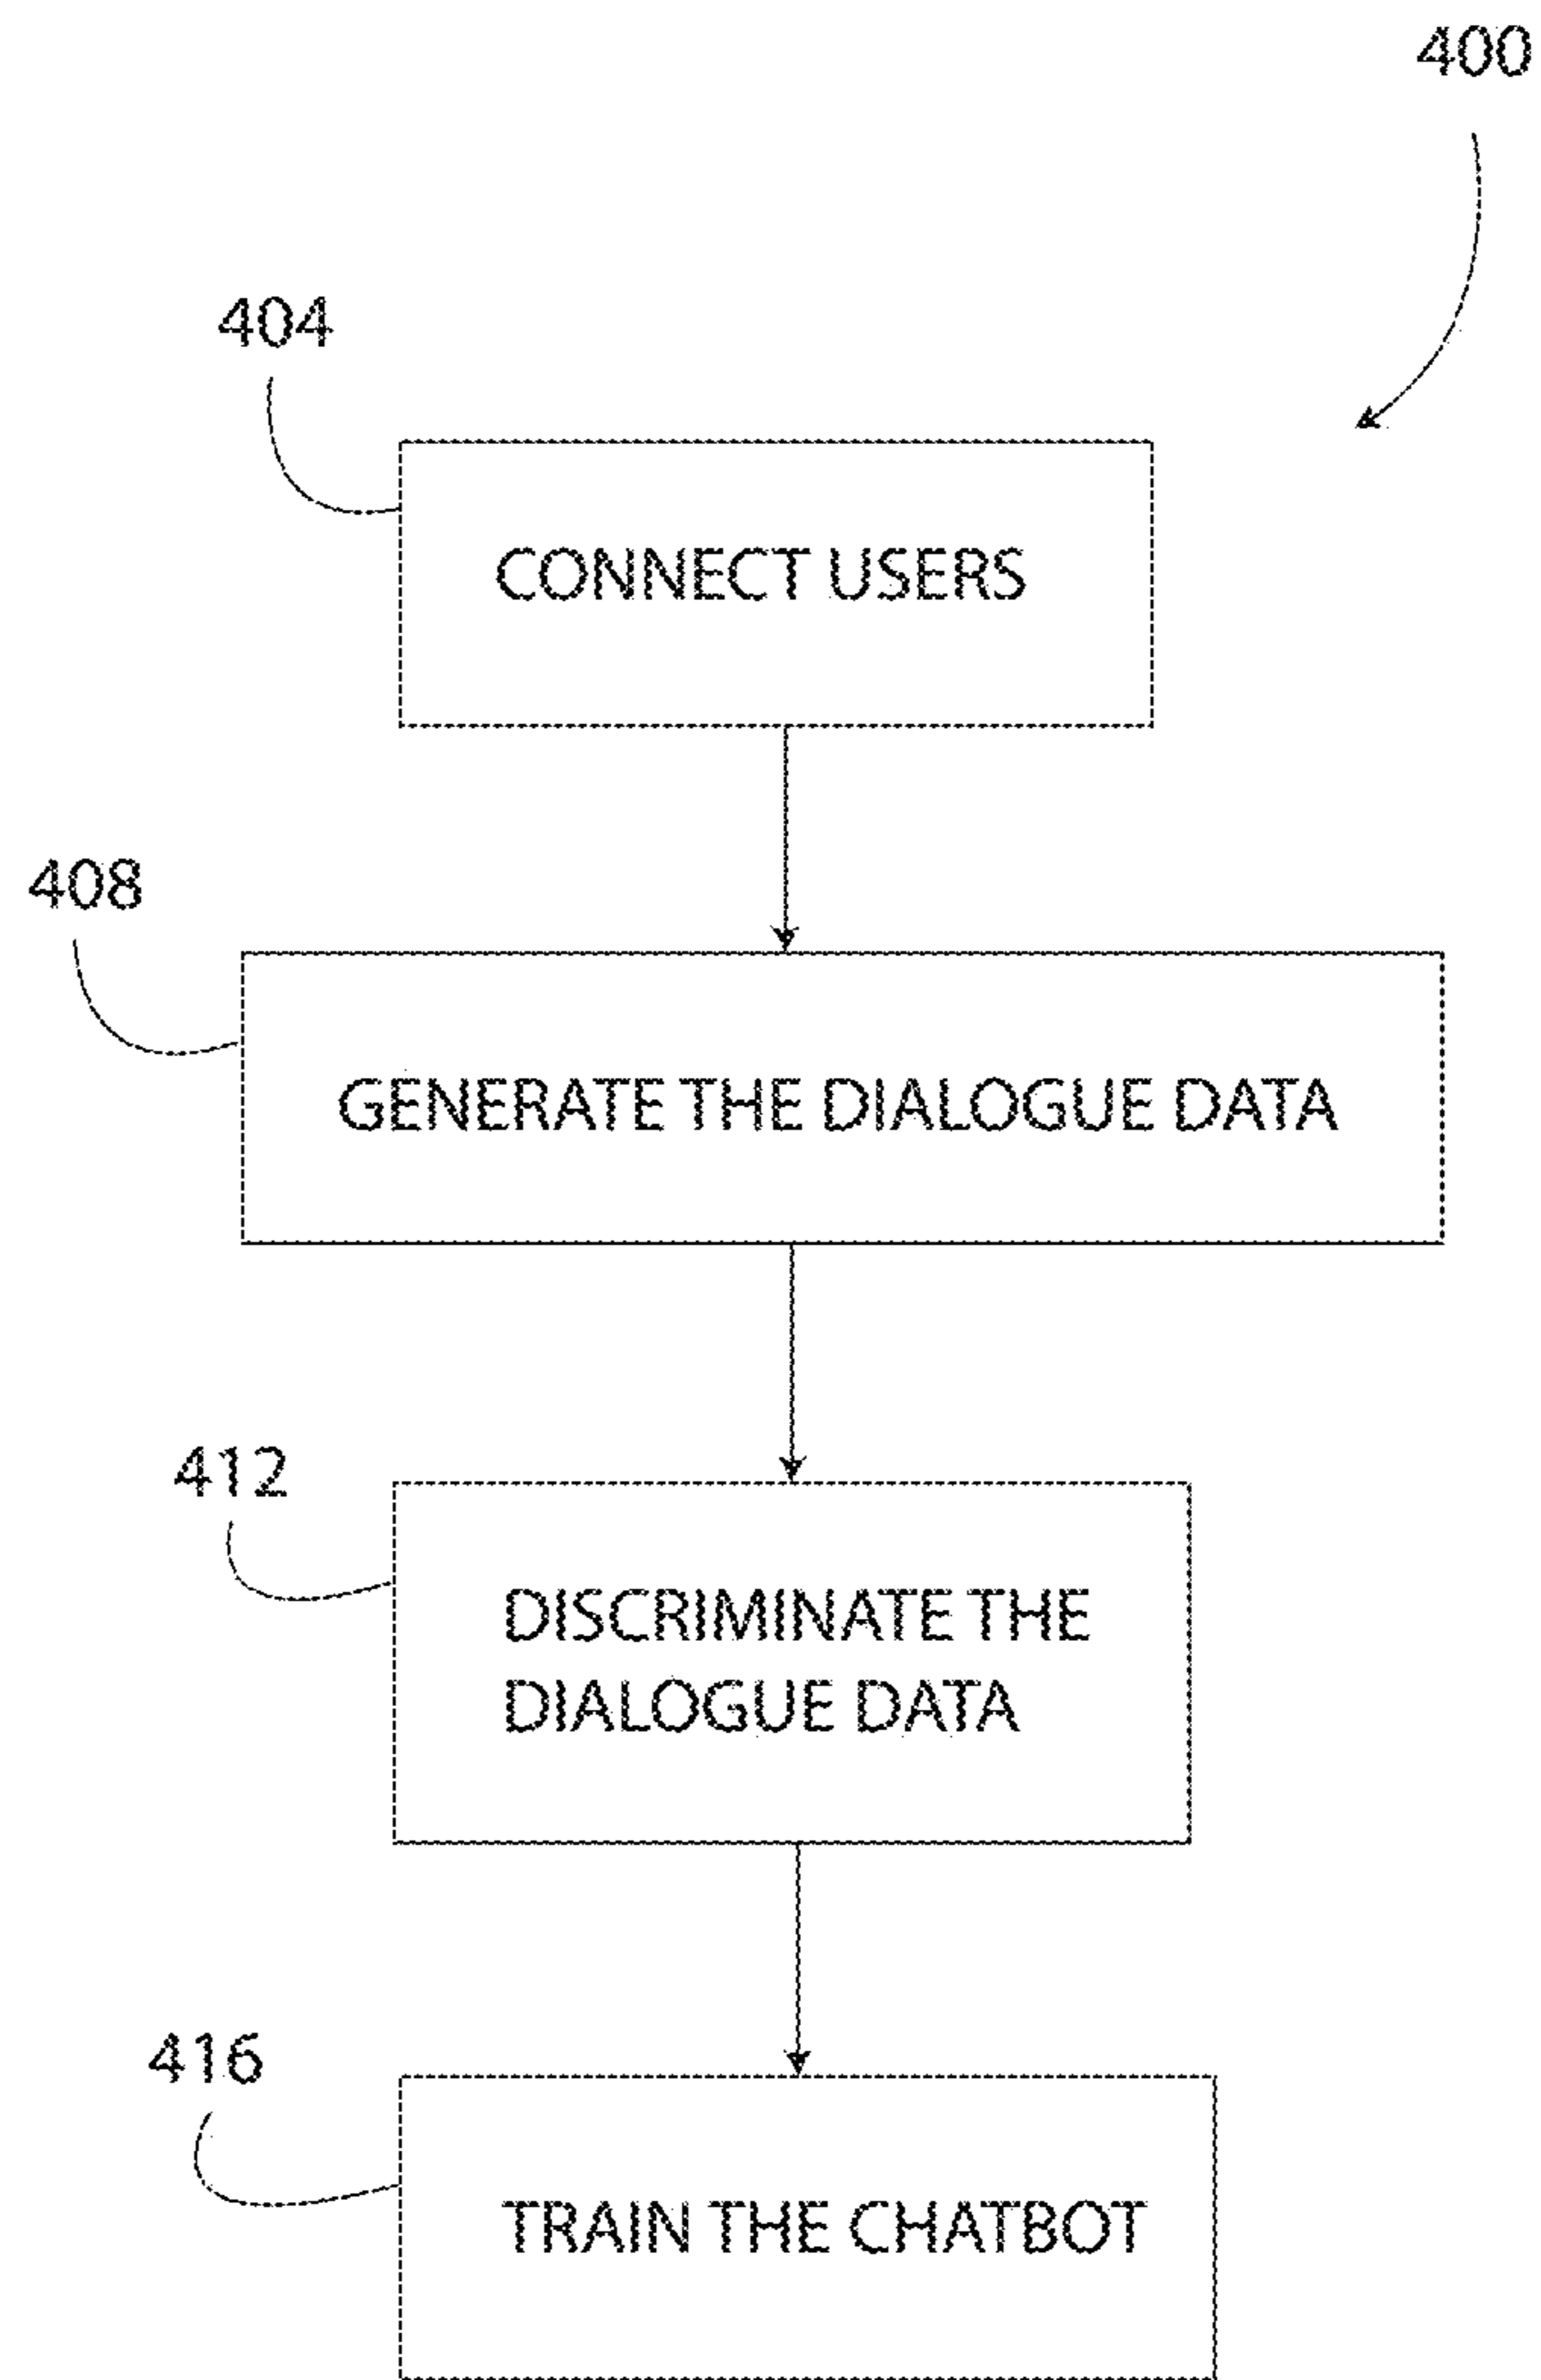 400
404
CONNECT USERS
408
GENERATE THE DIALOGUE DATA
412
DISCRIMINATE THE
DIALOGUE DATA
416
TRAIN THE CHATBOT